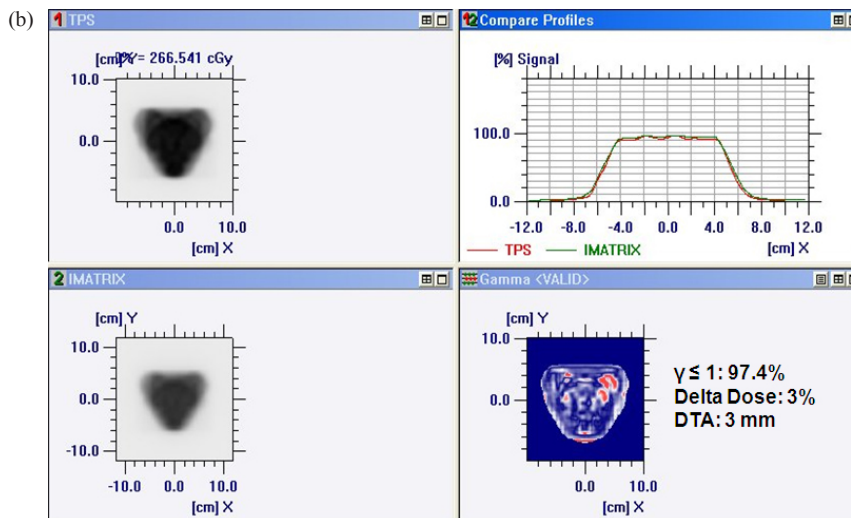 (b)
1 TPS
[cm] Y = 266.541 cGy
10.0
0.0
0.0 10.0
[cm] X
12 Compare Profiles
[%] Signal
100.0
0.0
-12.0 -8.0 -4.0 0.0 4.0 8.0 12.0
TPS IMATRIX [cm] X
2 IMATRIX
[cm] Y
10.0
0.0
-10.0
-10.0 0.0 10.0
[cm] X
Gamma <VALID>
[cm] Y
10.0
0.0
0.0 10.0
[cm] X
γ ≤ 1: 97.4%
Delta Dose: 3%
DTA: 3 mm